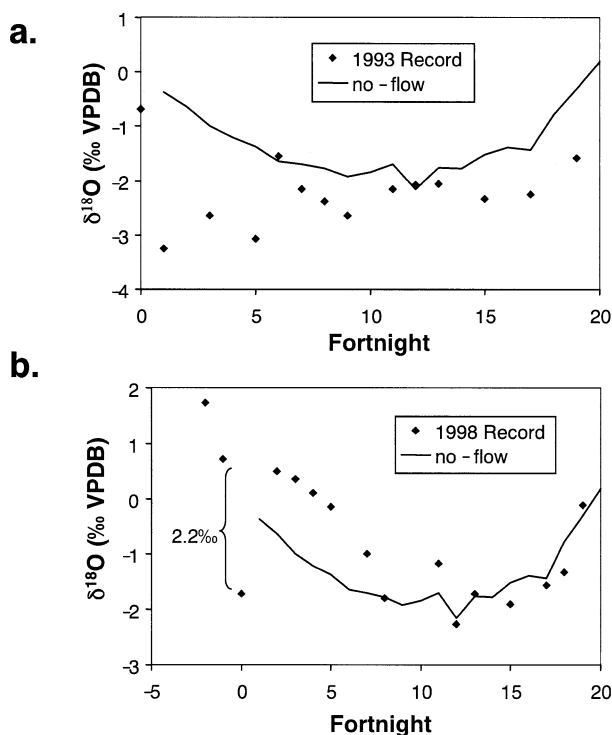 a.
1
0
−1
−2
−3
−4
δ¹⁸O (‰ VPDB)
1993 Record
no – flow
0 5 10 15 20
Fortnight
b.
2
1
0
−1
−2
−3
δ¹⁸O (‰ VPDB)
1998 Record
no – flow
2.2‰
−5 0 5 10 15 20
Fortnight